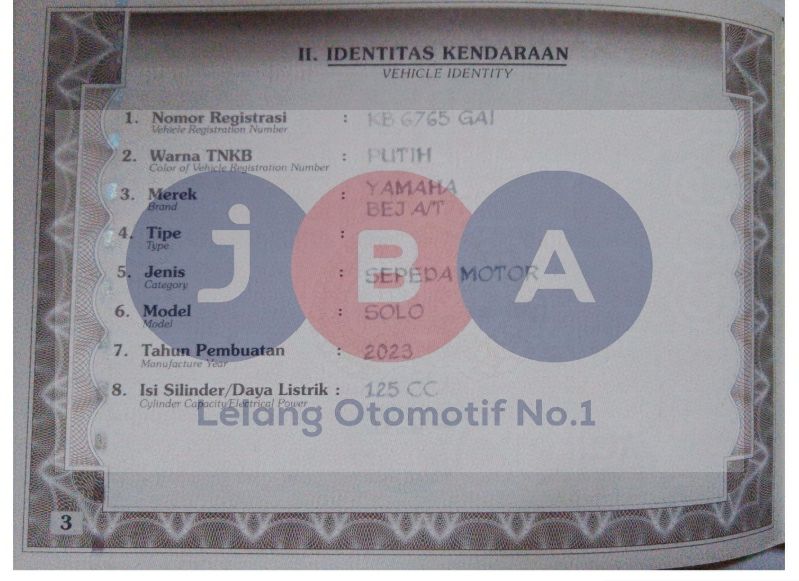 II. IDENTITAS KENDARAAN
VEHICLE IDENTITY
1. Nomor Registrasi : KB 6765 GAI
Vehicle Registration Number
2. Warna TNKB : PUTIH
Color of Vehicle Registration Number
3. Merek : YAMAHA
Brand BEJ A/T
4. Tipe :
Type
5. Jenis : SEPEDA MOTOR
Category
6. Model : SOLO
Model
7. Tahun Pembuatan : 2023
Manufacture Year
8. Isi Silinder/Daya Listrik : 125 CC
Cylinder Capacity/Electrical Power
JBA
Lelang Otomotif No.1
3